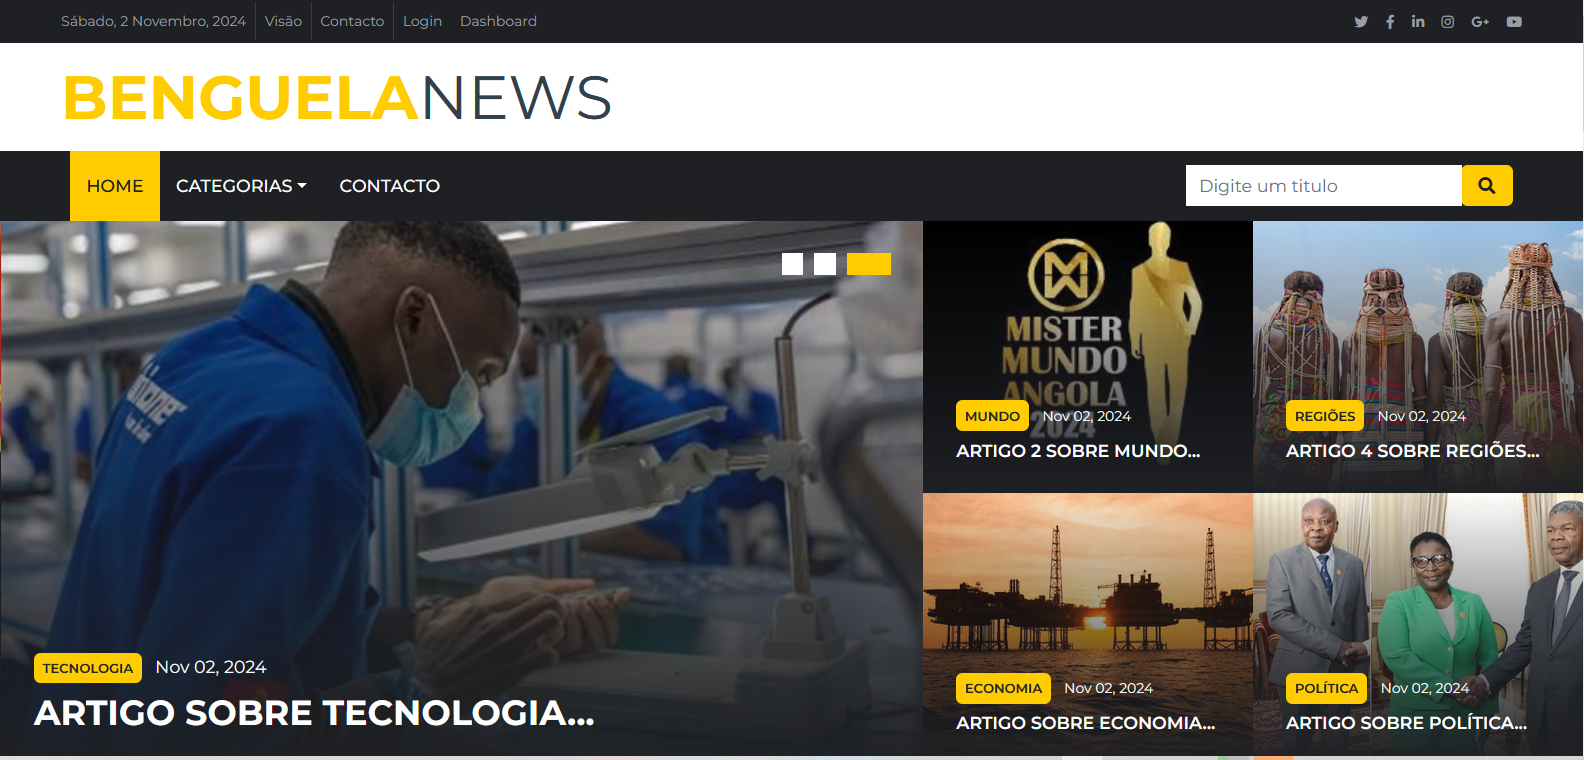 Sábado, 2 Novembro, 2024 Visão Contacto Login Dashboard
BENGUELANEWS
HOME CATEGORIAS CONTACTO Digite um titulo
MISTER
MUNDO
ANGOLA
2024
MUNDO Nov 02, 2024
ARTIGO 2 SOBRE MUNDO...
REGIÕES Nov 02, 2024
ARTIGO 4 SOBRE REGIÕES...
TECNOLOGIA Nov 02, 2024
ARTIGO SOBRE TECNOLOGIA...
ECONOMIA Nov 02, 2024
ARTIGO SOBRE ECONOMIA...
POLÍTICA Nov 02, 2024
ARTIGO SOBRE POLÍTICA...